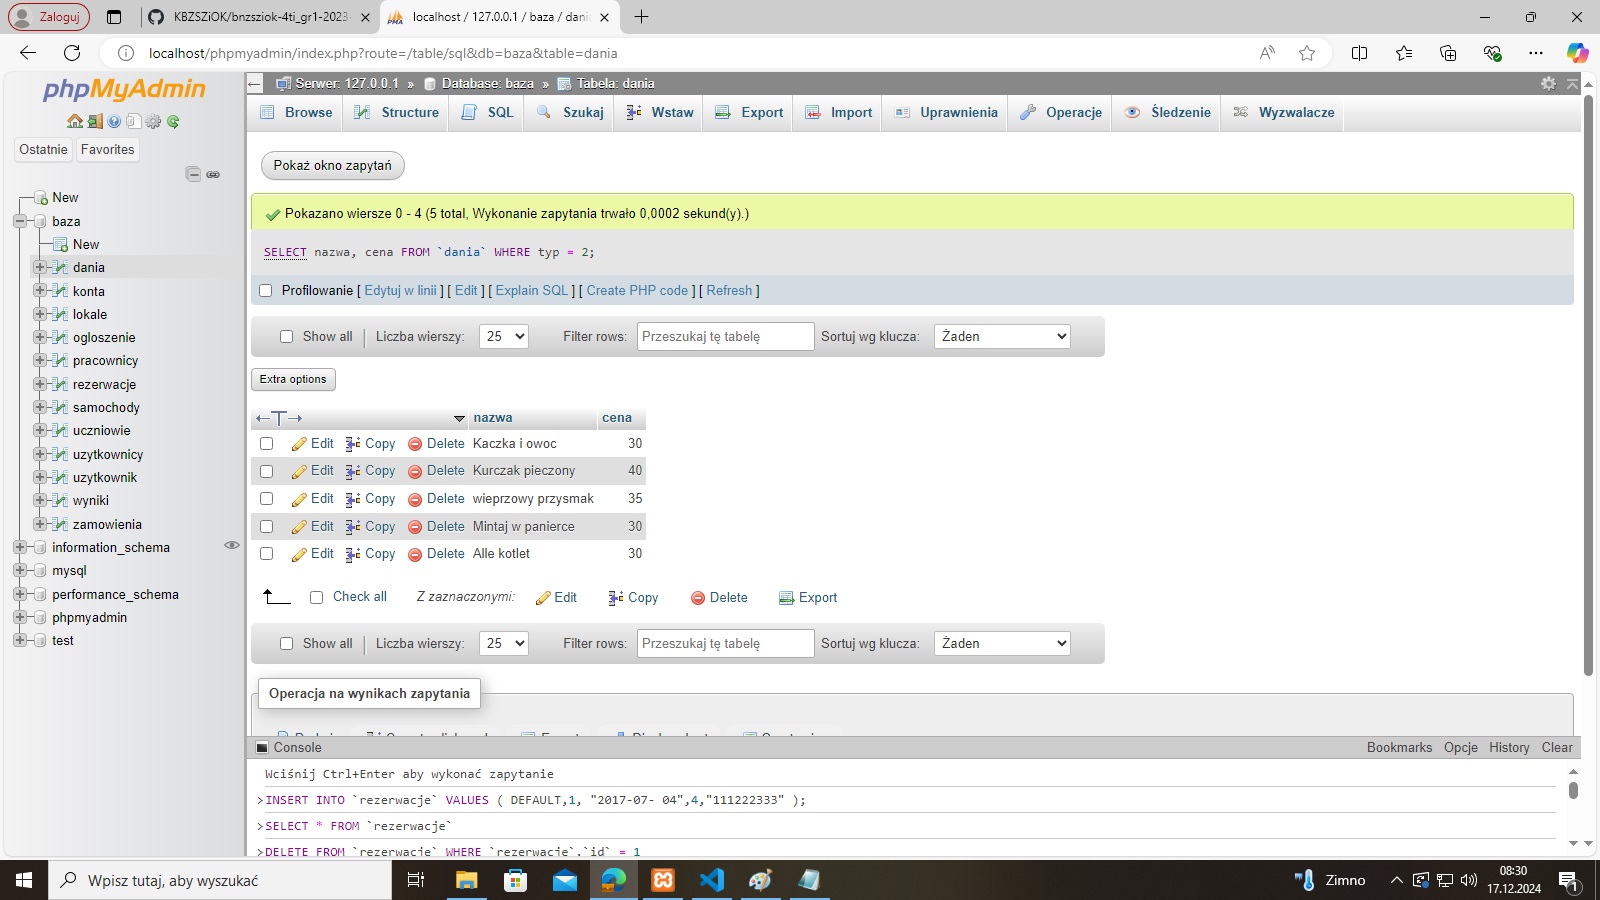 Zaloguj KBZSZiOK/bnzsziok-4ti_gr1-2023- localhost / 127.0.0.1 / baza / dania
localhost/phpmyadmin/index.php?route=/table/sql&db=baza&table=dania
phpMyAdmin
Serwer: 127.0.0.1 » Database: baza » Tabela: dania
Browse Structure SQL Szukaj Wstaw Export Import Uprawnienia Operacje Śledzenie Wyzwalacze
Ostatnie Favorites
New
baza
New
dania
konta
lokale
ogloszenie
pracownicy
rezerwacje
samochody
uczniowie
uzytkownicy
uzytkownik
wyniki
zamowienia
information_schema
mysql
performance_schema
phpmyadmin
test
Pokaż okno zapytań
Pokazano wiersze 0 - 4 (5 total, Wykonanie zapytania trwało 0,0002 sekund(y).)
SELECT nazwa, cena FROM `dania` WHERE typ = 2;
Profilowanie [ Edytuj w linii ] [ Edit ] [ Explain SQL ] [ Create PHP code ] [ Refresh ]
Show all Liczba wierszy: 25 Filter rows: Przeszukaj tę tabelę Sortuj wg klucza: Żaden
Extra options
←T→ nazwa cena
Edit Copy Delete Kaczka i owoc 30
Edit Copy Delete Kurczak pieczony 40
Edit Copy Delete wieprzowy przysmak 35
Edit Copy Delete Mintaj w panierce 30
Edit Copy Delete Alle kotlet 30
Check all Z zaznaczonymi: Edit Copy Delete Export
Show all Liczba wierszy: 25 Filter rows: Przeszukaj tę tabelę Sortuj wg klucza: Żaden
Operacja na wynikach zapytania
Console Bookmarks Opcje History Clear
Wciśnij Ctrl+Enter aby wykonać zapytanie
>INSERT INTO `rezerwacje` VALUES ( DEFAULT,1, "2017-07- 04",4,"111222333" );
>SELECT * FROM `rezerwacje`
>DELETE FROM `rezerwacje` WHERE `rezerwacje`.`id` = 1
Wpisz tutaj, aby wyszukać
Zimno
08:30
17.12.2024
1